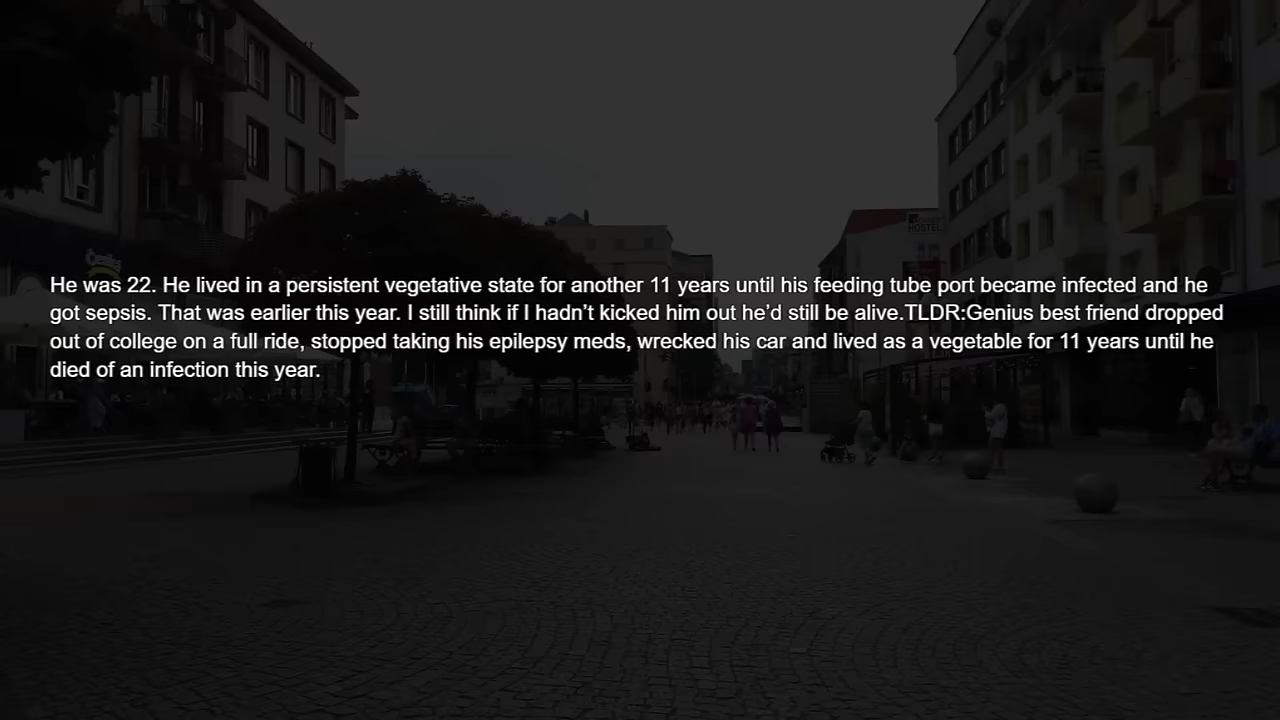 HOSTEL
He was 22. He lived in a persistent vegetative state for another 11 years until his feeding tube port became infected and he
got sepsis. That was earlier this year. I still think if I hadn’t kicked him out he’d still be alive.TLDR:Genius best friend dropped
out of college on a full ride, stopped taking his epilepsy meds, wrecked his car and lived as a vegetable for 11 years until he
died of an infection this year.